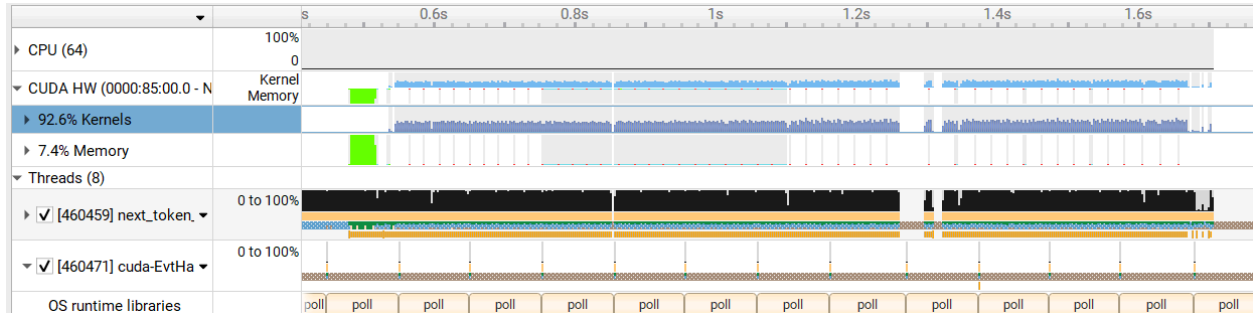 s 0.6s 0.8s 1s 1.2s 1.4s 1.6s
CPU (64) 100%
0
CUDA HW (0000:85:00.0 - N Kernel
Memory
92.6% Kernels
7.4% Memory
Threads (8)
[460459] next_token_ 0 to 100%
[460471] cuda-EvtHa 0 to 100%
OS runtime libraries poll poll poll poll poll poll poll poll poll poll poll poll poll poll